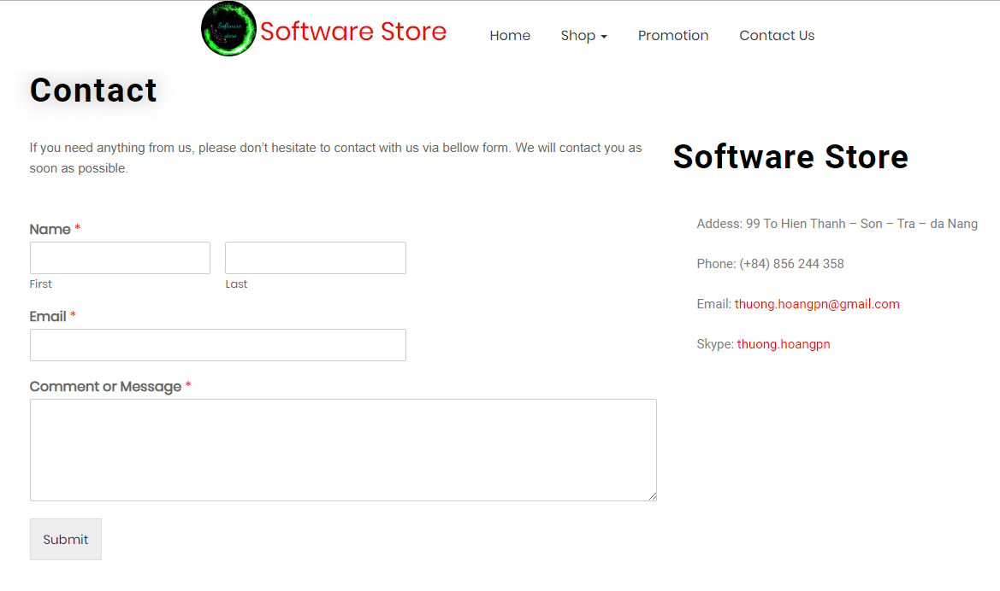 Software
store
Software Store
Home
Shop
Promotion
Contact Us
Contact
If you need anything from us, please don’t hesitate to contact with us via bellow form. We will contact you as
soon as possible.
Name *
First
Last
Email *
Comment or Message *
Submit
Software Store
Addess: 99 To Hien Thanh – Son – Tra – da Nang
Phone: (+84) 856 244 358
Email: thuong.hoangpn@gmail.com
Skype: thuong.hoangpn